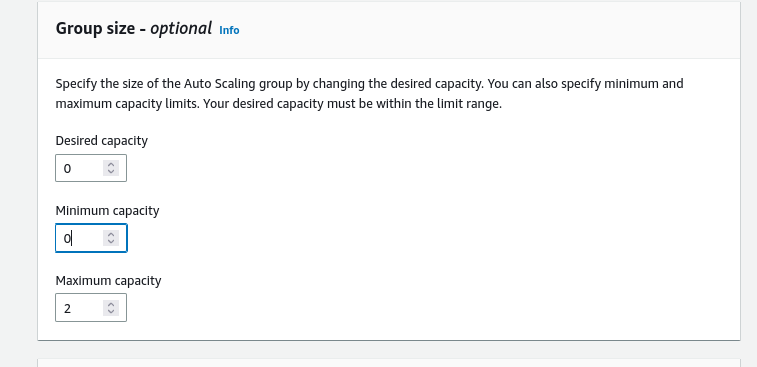 Group size - optional Info
Specify the size of the Auto Scaling group by changing the desired capacity. You can also specify minimum and
maximum capacity limits. Your desired capacity must be within the limit range.
Desired capacity
0
Minimum capacity
0
Maximum capacity
2